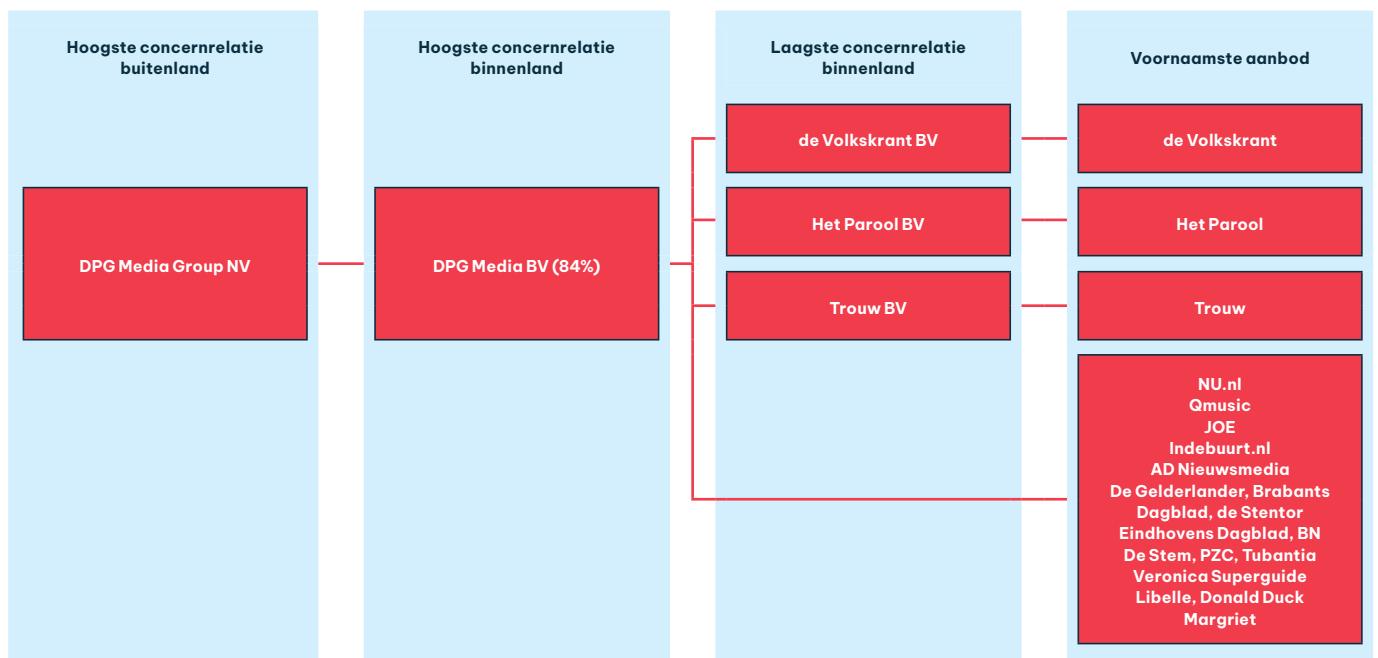 Hoogste concernrelatie
buitenland
Hoogste concernrelatie
binnenland
Laagste concernrelatie
binnenland
Voornaamste aanbod
DPG Media Group NV
DPG Media BV (84%)
de Volkskrant BV
de Volkskrant
Het Parool BV
Het Parool
Trouw BV
Trouw
NU.nl
Qmusic
JOE
Indebuurt.nl
AD Nieuwsmedia
De Gelderlander, Brabants
Dagblad, de Stentor
Eindhovens Dagblad, BN
De Stem, PZC, Tubantia
Veronica Superguide
Libelle, Donald Duck
Margriet